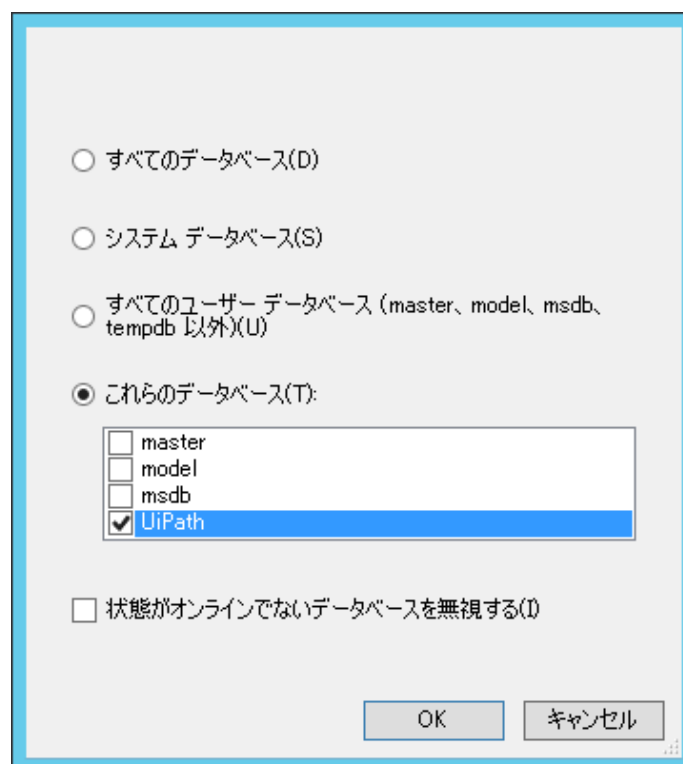 すべてのデータベース(D)
システム データベース(S)
すべてのユーザー データベース (master、model、msdb、
tempdb 以外)(U)
これらのデータベース(T):
master
model
msdb
UiPath
状態がオンラインでないデータベースを無視する(I)
OK
キャンセル